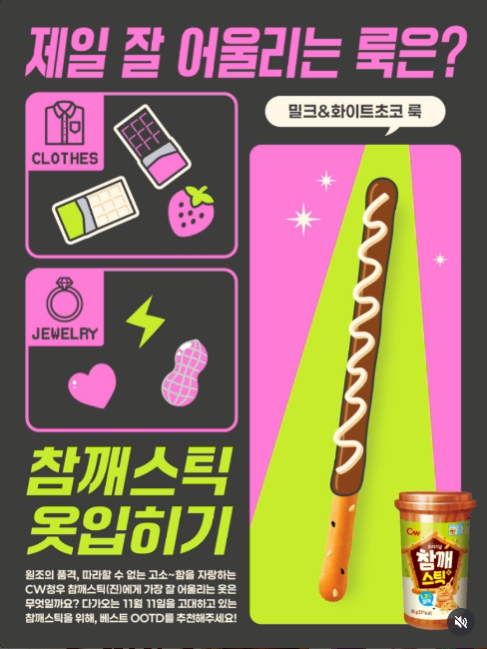 제일 잘 어울리는 룩은?
CLOTHES
밀크&화이트초코 룩
JEWELRY
참깨스틱
옷입히기
원조의 품격, 따라할 수 없는 고소~함을 자랑하는
CW청우 참깨스틱(진)에게 가장 잘 어울리는 옷은
무엇일까요? 다가오는 11월 11일을 고대하고 있는
참깨스틱을 위해, 베스트 OOTD를 추천해주세요!
CW
참깨
스틱